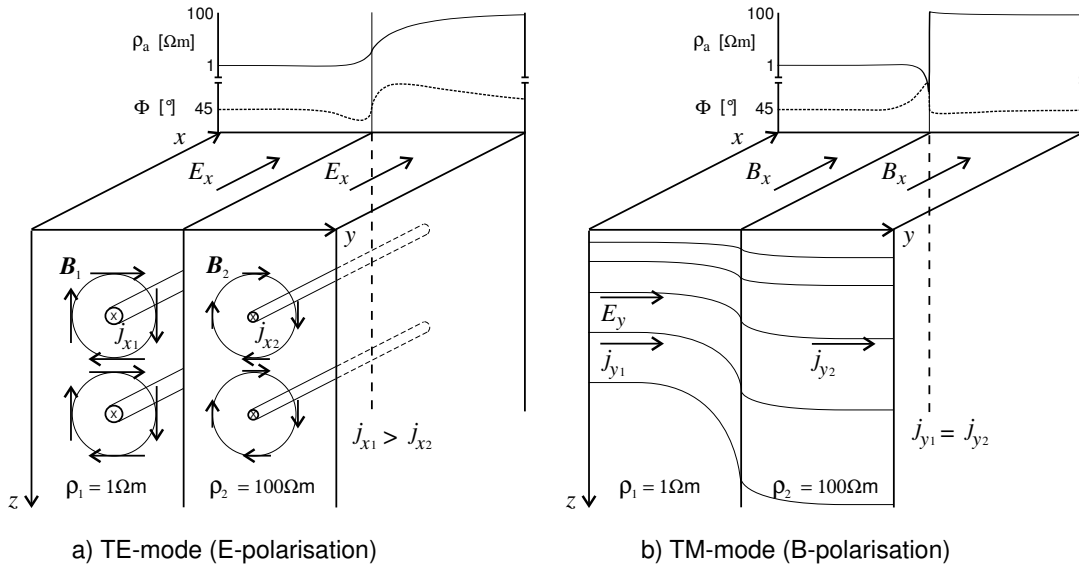 100
ρa [Ωm]
1
Φ [°] 45
x
Ex
Ex
y
B1
B2
x
x
jx1
jx2
x
x
jx1 > jx2
z
ρ1 = 1Ωm
ρ2 = 100Ωm
a) TE-mode (E-polarisation)
100
ρa [Ωm]
1
Φ [°] 45
x
Bx
Bx
y
Ey
jy1
jy2
jy1 = jy2
z
ρ1 = 1Ωm
ρ2 = 100Ωm
b) TM-mode (B-polarisation)